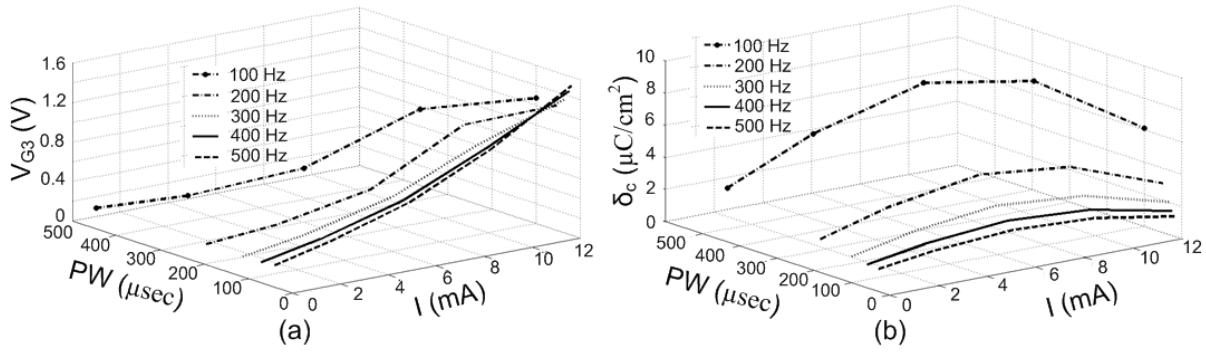 1.6
1.2
0.8
0.4
0
V_G3 (V)
100 Hz
200 Hz
300 Hz
400 Hz
500 Hz
500
400
300
200
100
0
PW (μsec)
0
2
4
6
8
10
12
I (mA)
(a)
10
8
6
4
2
0
δ_c (μC/cm²)
100 Hz
200 Hz
300 Hz
400 Hz
500 Hz
500
400
300
200
100
0
PW (μsec)
0
2
4
6
8
10
12
I (mA)
(b)